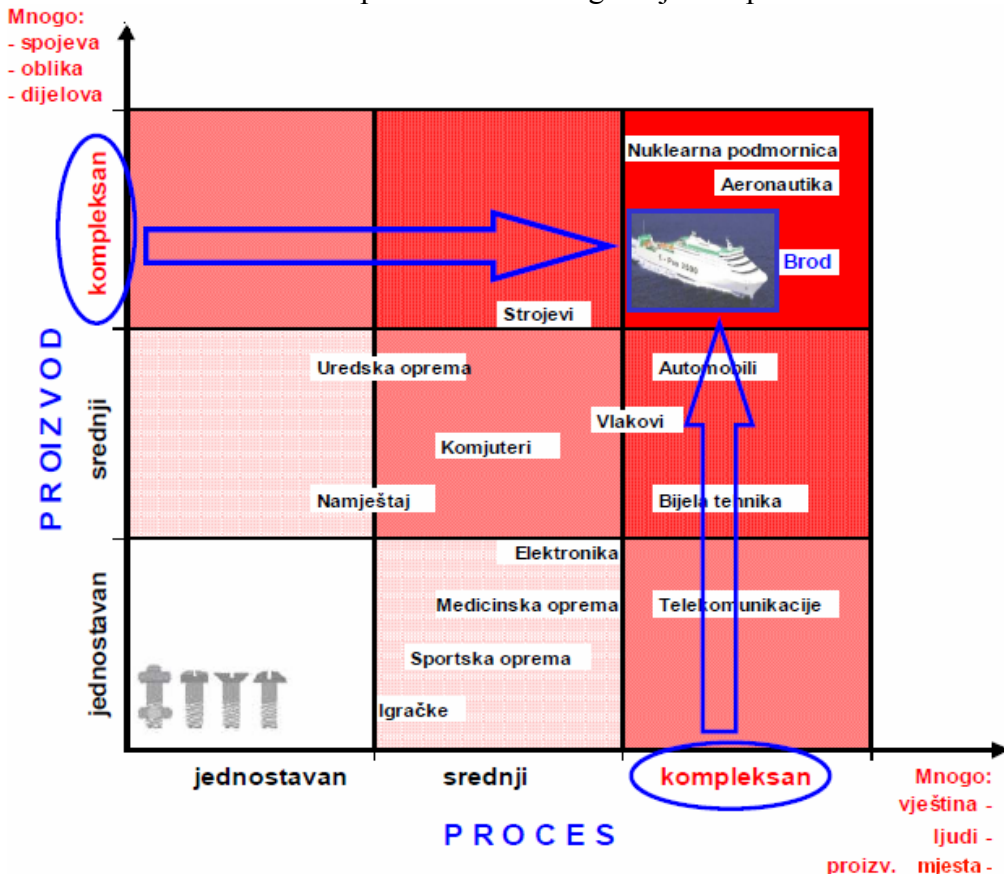 Mnogo:
- spojeva
- oblika
- dijelova
kompleksan
Nuklearna podmornica
Aeronautika
Brod
Strojevi
PROIZVOD
srednji
Uredska oprema
Automobili
Vlakovi
Komjuteri
Namještaj
Bijela tehnika
jednostavan
Elektronika
Medicinska oprema
Telekomunikacije
Sportska oprema
Igračke
jednostavan
srednji
kompleksan
Mnogo:
vještina -
ljudi -
proizv. mjesta -
PROCES